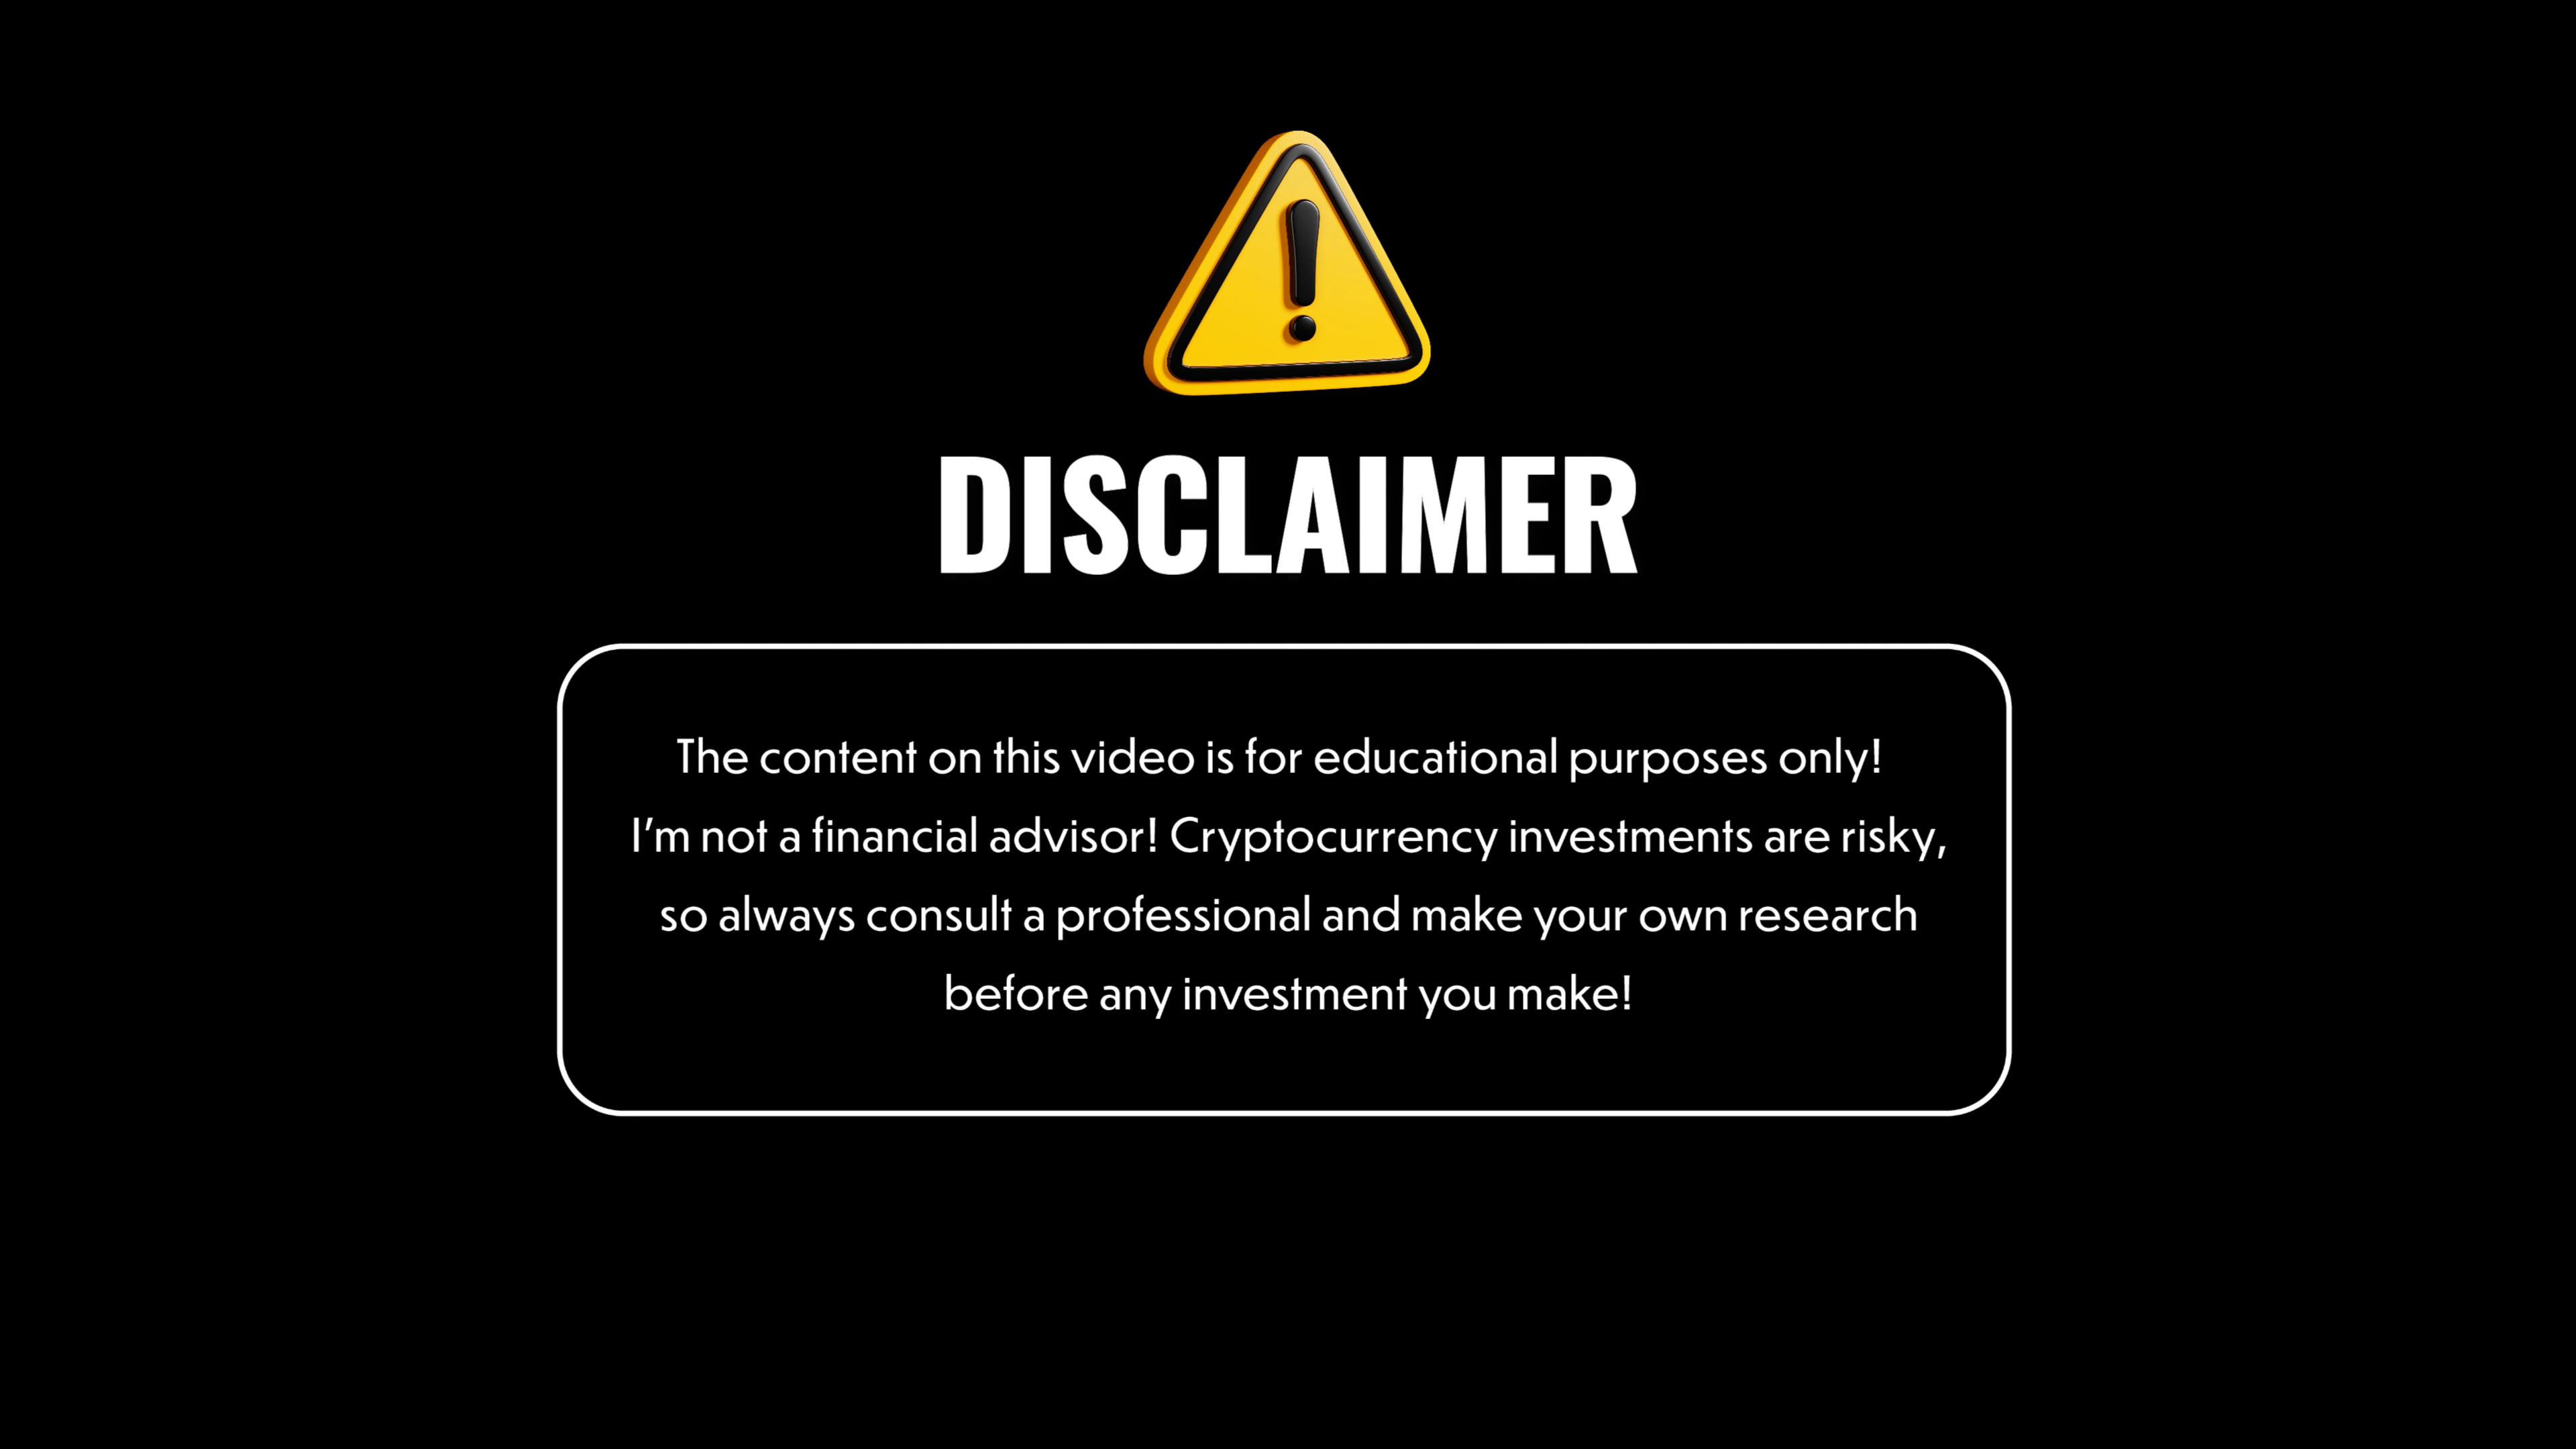 DISCLAIMER
The content on this video is for educational purposes only!
I’m not a financial advisor! Cryptocurrency investments are risky,
so always consult a professional and make your own research
before any investment you make!